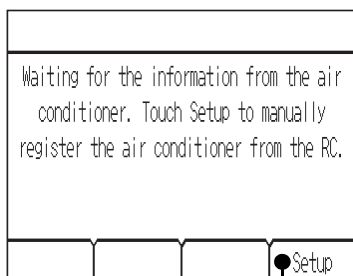 Waiting for the information from the air
conditioner. Touch Setup to manually
register the air conditioner from the RC.
Setup